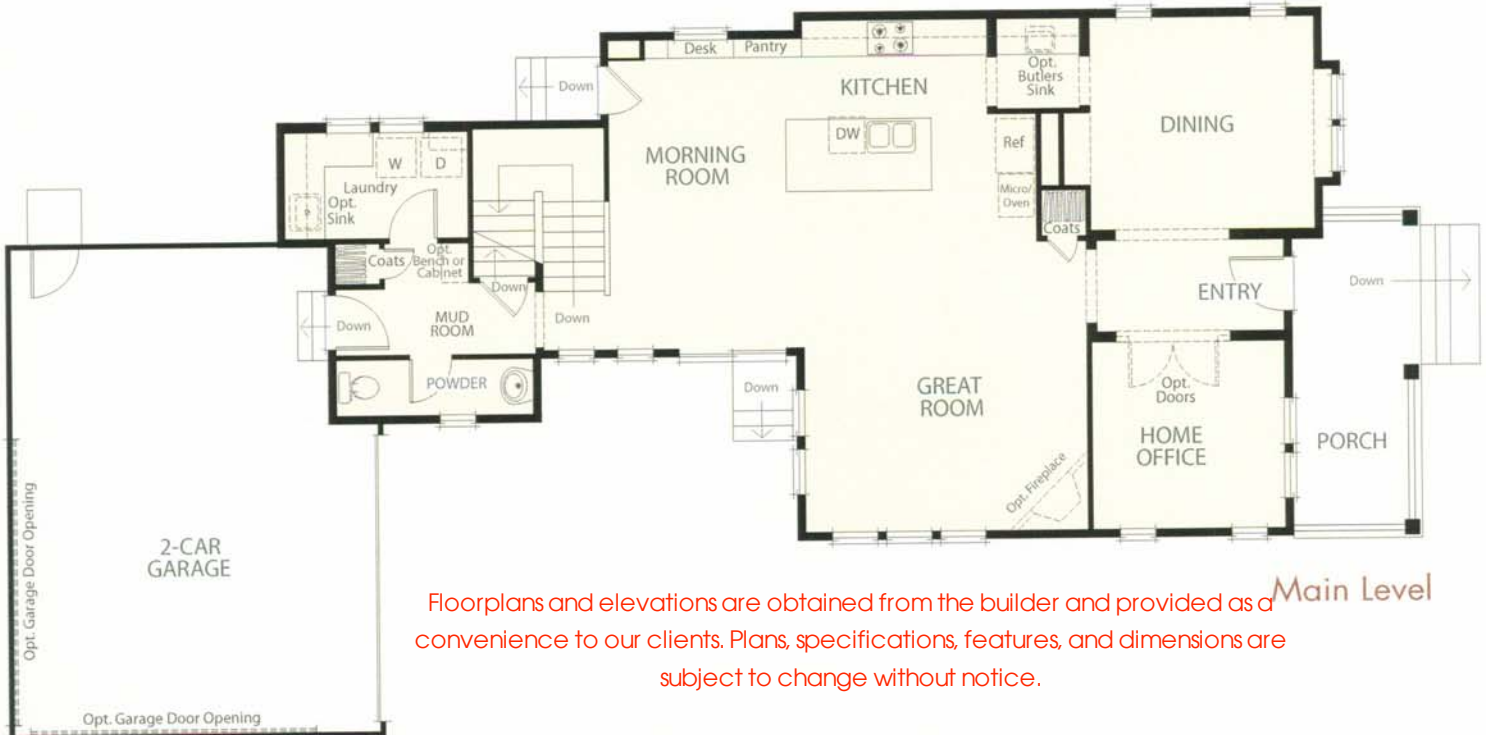 Desk
Pantry
Opt.
Butlers
Sink
Down
KITCHEN
DINING
DW
Ref
MORNING
ROOM
W
D
Laundry
Opt.
Sink
Micro/
Oven
Coats
Coats
Opt.
Bench or
Cabinet
Down
ENTRY
Down
Down
MUD
ROOM
Down
POWDER
Down
GREAT
ROOM
Opt.
Doors
HOME
OFFICE
PORCH
Opt. Fireplace
Opt. Garage Door Opening
2-CAR
GARAGE
Opt. Garage Door Opening
Main Level
Floorplans and elevations are obtained from the builder and provided as a
convenience to our clients. Plans, specifications, features, and dimensions are
subject to change without notice.